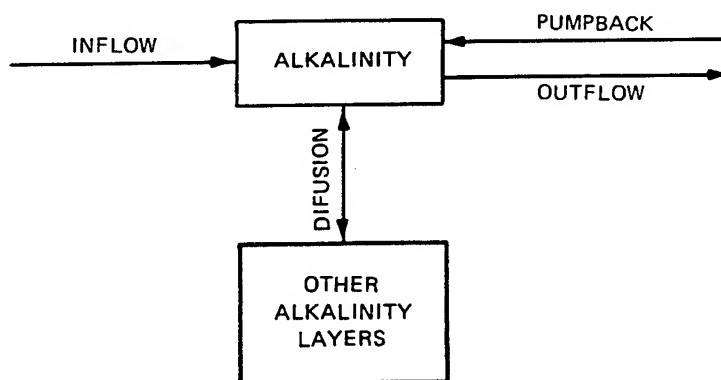 INFLOW
ALKALINITY
PUMPBACK
OUTFLOW
DIFUSION
OTHER
ALKALINITY
LAYERS